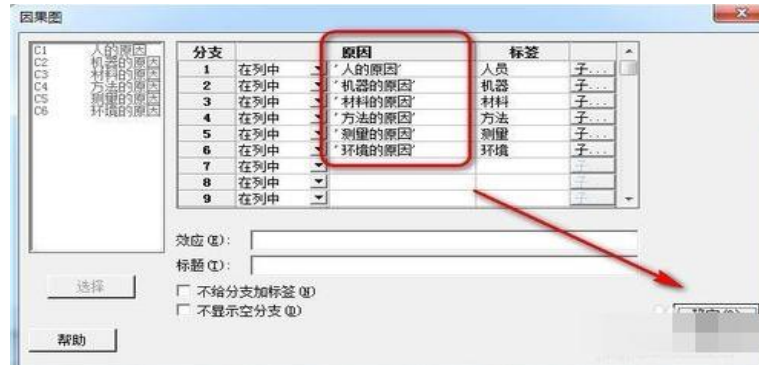 因果图
C1 人的原因
C2 机器的原因
C3 材料的原因
C4 方法的原因
C5 测量的原因
C6 环境的原因
分支 原因 标签
1 在列中 '人的原因' 人员 子...
2 在列中 '机器的原因' 机器 子...
3 在列中 '材料的原因' 材料 子...
4 在列中 '方法的原因' 方法 子...
5 在列中 '测量的原因' 测量 子...
6 在列中 '环境的原因' 环境 子...
7 在列中
8 在列中
9 在列中
效应(E):
标题(T):
选择
不给分支加标签(N)
不显示空分支(D)
帮助